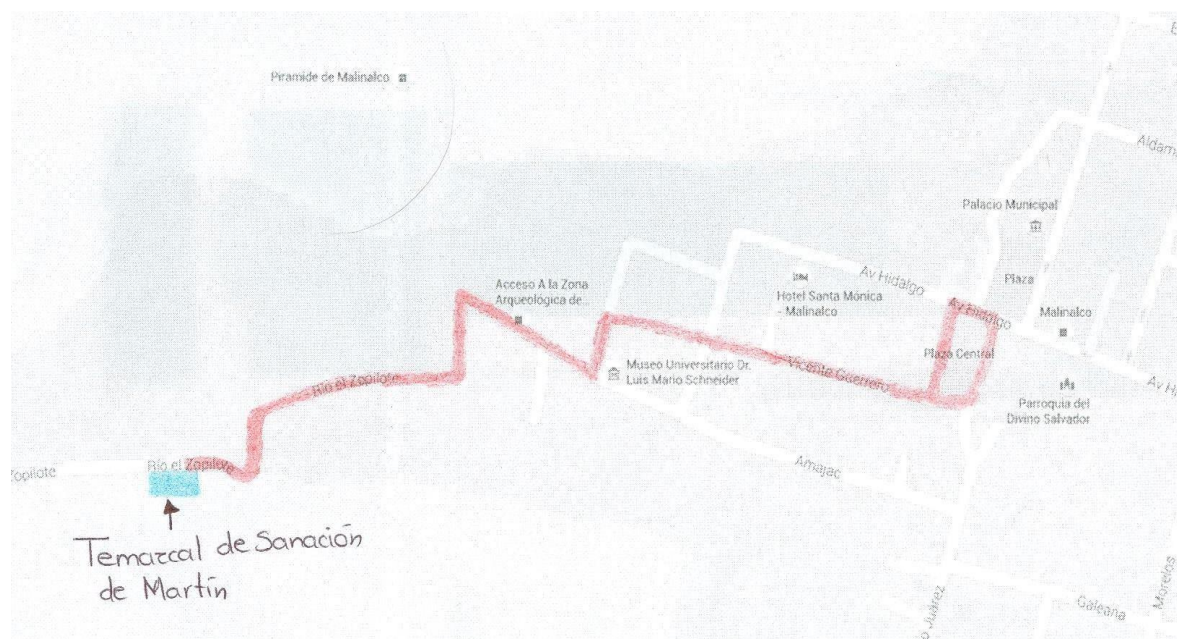 Piramide de Malinalco
Aldam
Palacio Municipal
Plaza
Av Hidalgo
Acceso A la Zona
Arqueológica de...
Hotel Santa Mónica
- Malinalco
Av Hidalgo
Malinalco
Plaza Central
Museo Universitario Dr.
Luis Mario Schneider
Vicente Guerrero
Río el Zopilote
Av Hi
Parroquia del
Divino Salvador
Zopilote
Río el Zopilote
Amajac
Temazcal de Sanación
de Martín
Juárez
Galeana
Morelos